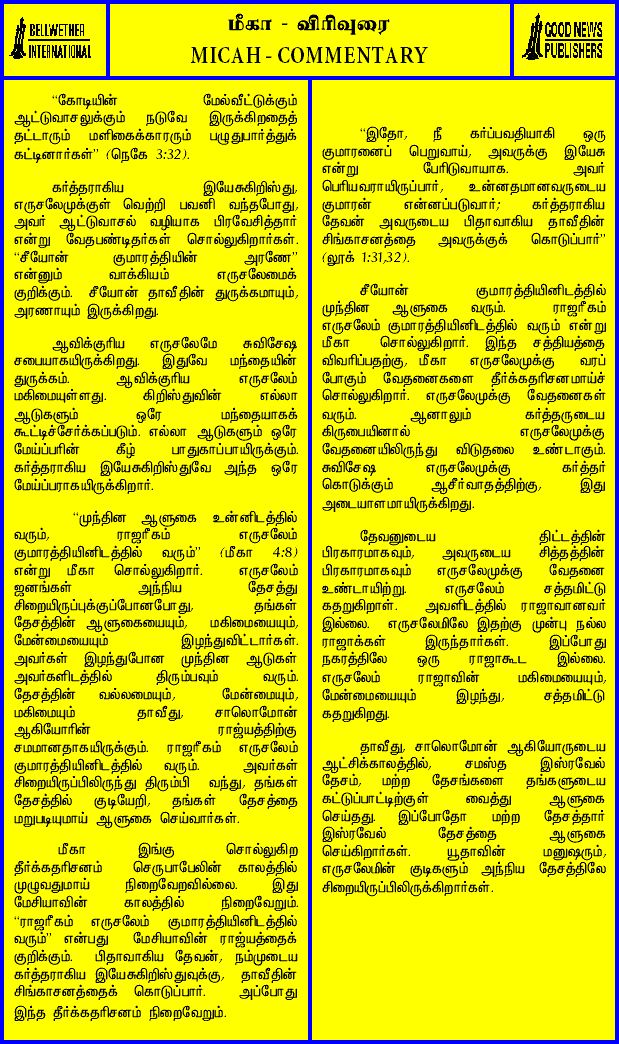 BELLWETHER
INTERNATIONAL
மீகா - விரிவுரை
MICAH - COMMENTARY
GOOD NEWS
PUBLISHERS
“கோடியின் மேல்வீட்டுக்கும்
ஆட்டுவாசலுக்கும் நடுவே இருக்கிறதைத்
தட்டாரும் மளிகைக்காரரும் பழுதுபார்த்துக்
கட்டினார்கள்” (நெகே 3:32).
கர்த்தராகிய இயேசுகிறிஸ்து,
எருசலேமுக்குள் வெற்றி பவனி வந்தபோது,
அவர் ஆட்டுவாசல் வழியாக பிரவேசித்தார்
என்று வேதபண்டிதர்கள் சொல்லுகிறார்கள்.
“சீயோன் குமாரத்தியின் அரணே”
என்னும் வாக்கியம் எருசலேமைக்
குறிக்கும். சீயோன் தாவீதின் துருக்கமாயும்,
அரணாயும் இருக்கிறது.
ஆவிக்குரிய எருசலேமே சுவிசேஷ
சபையாகயிருக்கிறது. இதுவே மந்தையின்
துருக்கம். ஆவிக்குரிய எருசலேம்
மகிமையுள்ளது. கிறிஸ்துவின் எல்லா
ஆடுகளும் ஒரே மந்தையாகக்
கூட்டிச்சேர்க்கப்படும். எல்லா ஆடுகளும் ஒரே
மேய்ப்பரின் கீழ் பாதுகாப்பாயிருக்கும்.
கர்த்தராகிய இயேசுகிறிஸ்துவே அந்த ஒரே
மேய்ப்பராகயிருக்கிறார்.
“முந்தின ஆளுகை உன்னிடத்தில்
வரும், ராஜரீகம் எருசலேம்
குமாரத்தியினிடத்தில் வரும்” (மீகா 4:8)
என்று மீகா சொல்லுகிறார். எருசலேம்
ஜனங்கள் அந்நிய தேசத்து
சிறையிருப்புக்குப்போனபோது, தங்கள்
தேசத்தின் ஆளுகையையும், மகிமையையும்,
மேன்மையையும் இழந்துவிட்டார்கள்.
அவர்கள் இழந்துபோன முந்தின ஆடுகள்
அவர்களிடத்தில் திரும்பவும் வரும்.
தேசத்தின் வல்லமையும், மேன்மையும்,
மகிமையும் தாவீது, சாலொமோன்
ஆகியோரின் ராஜ்யத்திற்கு
சமமானதாகயிருக்கும். ராஜரீகம் எருசலேம்
குமாரத்தியினிடத்தில் வரும். அவர்கள்
சிறையிருப்பிலிருந்து திரும்பி வந்து, தங்கள்
தேசத்தில் குடியேறி, தங்கள் தேசத்தை
மறுபடியுமாய் ஆளுகை செய்வார்கள்.
மீகா இங்கு சொல்லுகிற
தீர்க்கதரிசனம் செருபாபேலின் காலத்தில்
முழுவதுமாய் நிறைவேறவில்லை. இது
மேசியாவின் காலத்தில் நிறைவேறும்.
“ராஜரீகம் எருசலேம் குமாரத்தியினிடத்தில்
வரும்” என்பது மேசியாவின் ராஜ்யத்தைக்
குறிக்கும். பிதாவாகிய தேவன், நம்முடைய
கர்த்தராகிய இயேசுகிறிஸ்துவுக்கு, தாவீதின்
சிங்காசனத்தைக் கொடுப்பார். அப்போது
இந்த தீர்க்கதரிசனம் நிறைவேறும்.
“இதோ, நீ கர்ப்பவதியாகி ஒரு
குமாரனைப் பெறுவாய், அவருக்கு இயேசு
என்று பேரிடுவாயாக. அவர்
பெரியவராயிருப்பார், உன்னதமானவருடைய
குமாரன் என்னப்படுவார்; கர்த்தராகிய
தேவன் அவருடைய பிதாவாகிய தாவீதின்
சிங்காசனத்தை அவருக்குக் கொடுப்பார்”
(லூக் 1:31,32).
சீயோன் குமாரத்தியினிடத்தில்
முந்தின ஆளுகை வரும். ராஜரீகம்
எருசலேம் குமாரத்தியினிடத்தில் வரும் என்று
மீகா சொல்லுகிறார். இந்த சத்தியத்தை
விவரிப்பதற்கு, மீகா எருசலேமுக்கு வரப்
போகும் வேதனைகளை தீர்க்கதரிசனமாய்ச்
சொல்லுகிறார். எருசலேமுக்கு வேதனைகள்
வரும். ஆனாலும் கர்த்தருடைய
கிருபையினால் எருசலேமுக்கு
வேதனையிலிருந்து விடுதலை உண்டாகும்.
சுவிசேஷ எருசலேமுக்கு கர்த்தர்
கொடுக்கும் ஆசீர்வாதத்திற்கு, இது
அடையாளமாயிருக்கிறது.
தேவனுடைய திட்டத்தின்
பிரகாரமாகவும், அவருடைய சித்தத்தின்
பிரகாரமாகவும் எருசலேமுக்கு வேதனை
உண்டாயிற்று. எருசலேம் சத்தமிட்டு
கதறுகிறாள். அவளிடத்தில் ராஜாவானவர்
இல்லை. எருசலேமிலே இதற்கு முன்பு நல்ல
ராஜாக்கள் இருந்தார்கள். இப்போது
நகரத்திலே ஒரு ராஜாகூட இல்லை.
எருசலேம் ராஜாவின் மகிமையையும்,
மேன்மையையும் இழந்து, சத்தமிட்டு
கதறுகிறது.
தாவீது, சாலொமோன் ஆகியோருடைய
ஆட்சிக்காலத்தில், சமஸ்த இஸ்ரவேல்
தேசம், மற்ற தேசங்களை தங்களுடைய
கட்டுப்பாட்டிற்குள் வைத்து ஆளுகை
செய்தது. இப்போதோ மற்ற தேசத்தார்
இஸ்ரவேல் தேசத்தை ஆளுகை
செய்கிறார்கள். யூதாவின் மனுஷரும்,
எருசலேமின் குடிகளும் அந்நிய தேசத்திலே
சிறையிருப்பிலிருக்கிறார்கள்.